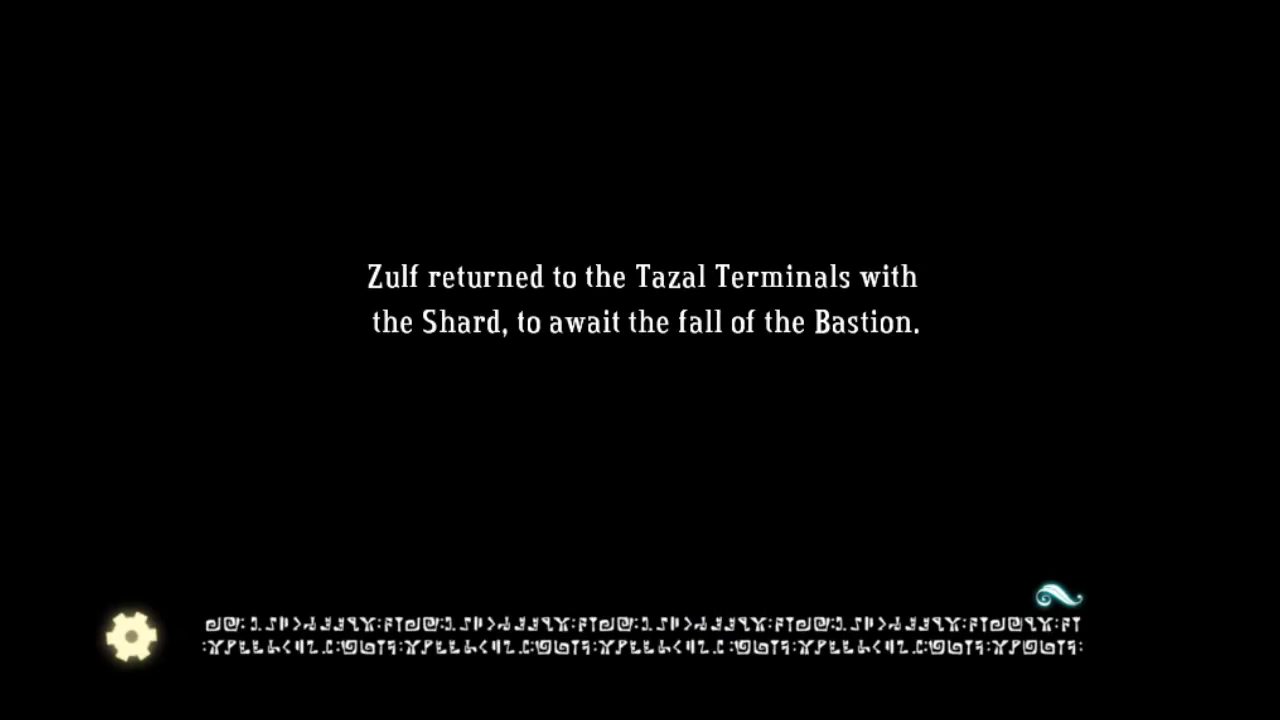 Zulf returned to the Tazal Terminals with
the Shard, to await the fall of the Bastion.